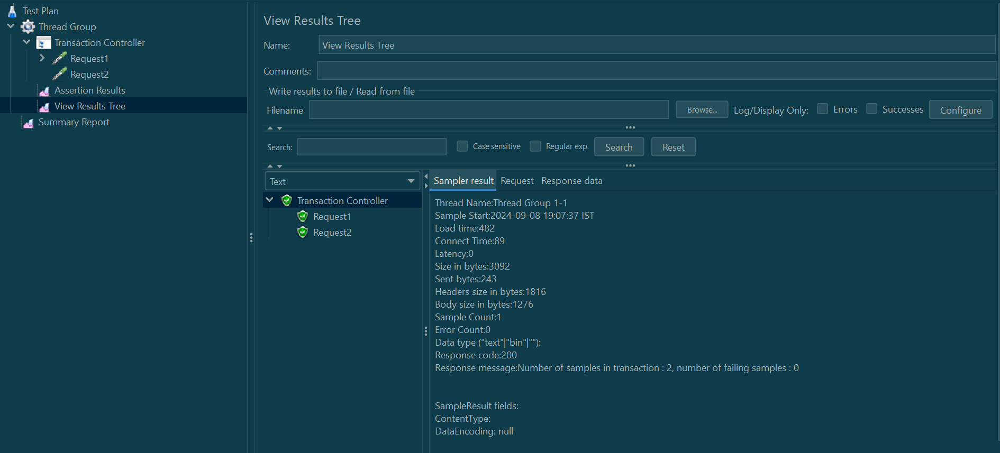 Test Plan
Thread Group
Transaction Controller
Request1
Request2
Assertion Results
View Results Tree
Summary Report
View Results Tree
Name: View Results Tree
Comments:
Write results to file / Read from file
Filename Browse... Log/Display Only: Errors Successes Configure
Search: Case sensitive Regular exp. Search Reset
Text
Transaction Controller
Request1
Request2
Sampler result Request Response data
Thread Name:Thread Group 1-1
Sample Start:2024-09-08 19:07:37 IST
Load time:482
Connect Time:89
Latency:0
Size in bytes:3092
Sent bytes:243
Headers size in bytes:1816
Body size in bytes:1276
Sample Count:1
Error Count:0
Data type ("text"|"bin"|""):
Response code:200
Response message:Number of samples in transaction : 2, number of failing samples : 0
SampleResult fields:
ContentType:
DataEncoding: null